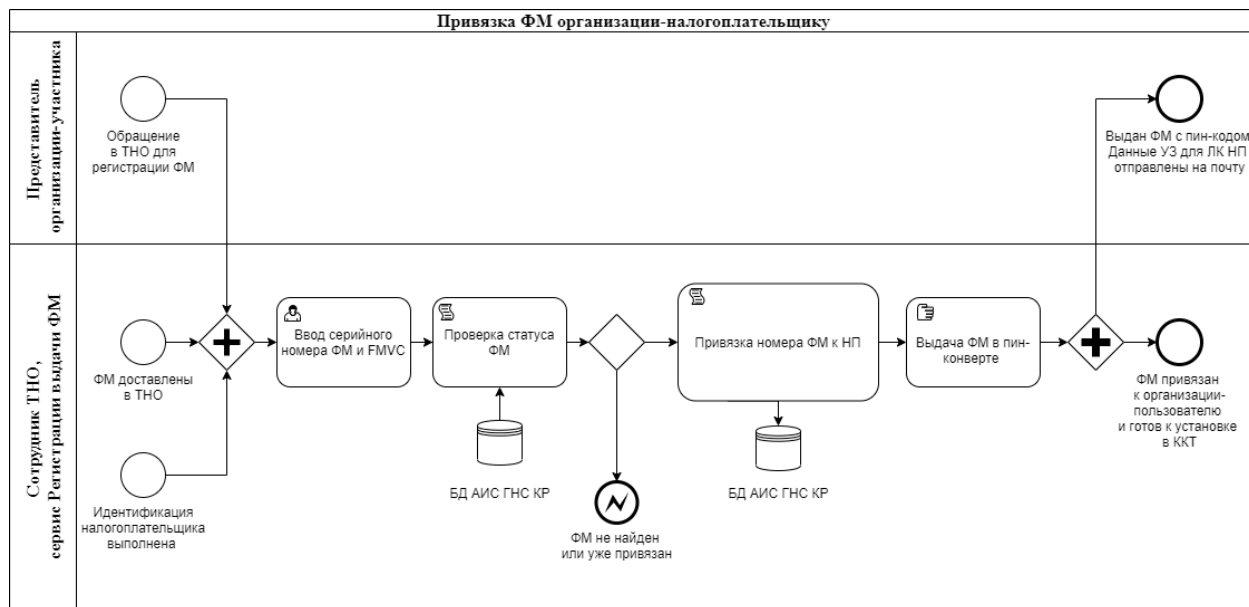 Привязка ФМ организации-налогоплательщику
Представитель
организации-участника
Обращение
в ТНО для
регистрации ФМ
Выдан ФМ с пин-кодом
Данные УЗ для ЛК НП
отправлены на почту
Сотрудник ТНО,
сервис Регистрации выдачи ФМ
ФМ доставлены
в ТНО
Идентификация
налогоплательщика
выполнена
Ввод серийного
номера ФМ и FMVC
Проверка статуса
ФМ
БД АИС ГНС КР
ФМ не найден
или уже привязан
Привязка номера ФМ к НП
БД АИС ГНС КР
Выдача ФМ в пин-
конверте
ФМ привязан
к организации-
пользователю
и готов к установке
в ККТ